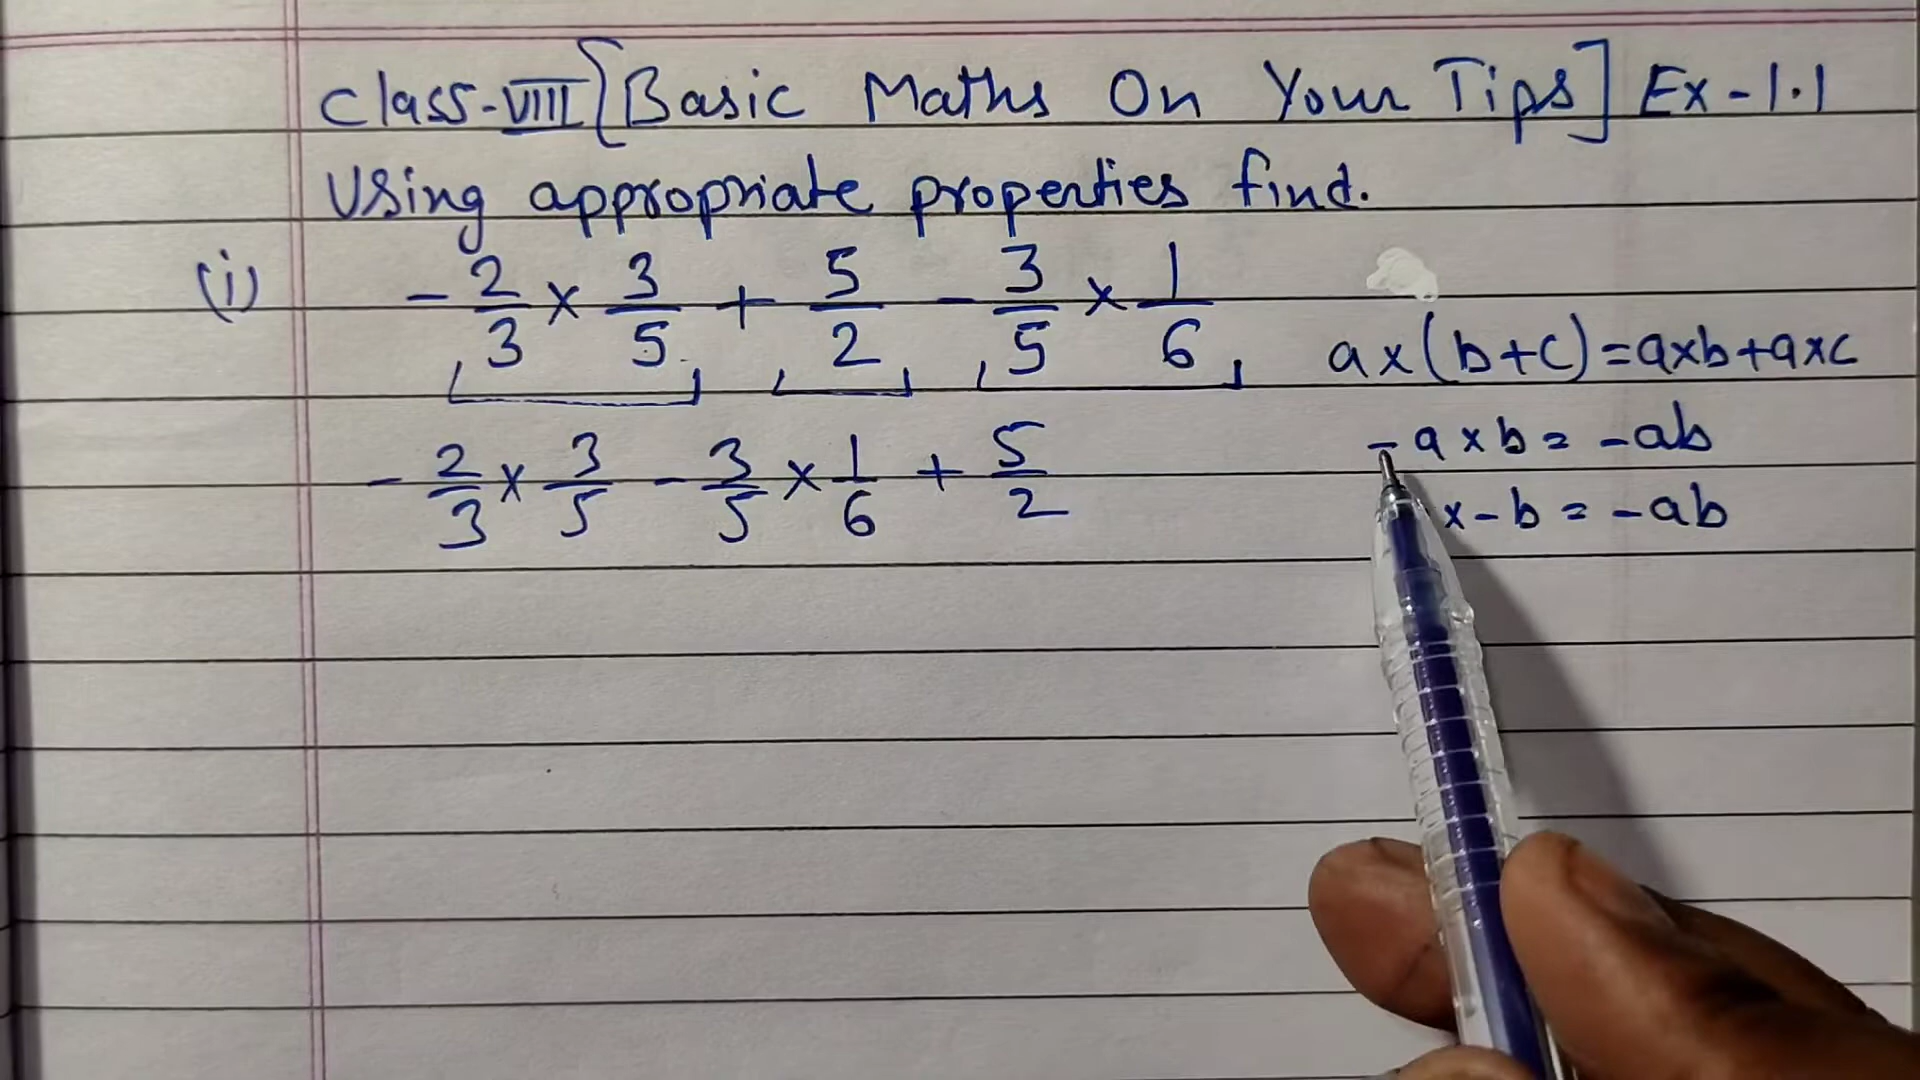 Class-VIII [Basic Maths On Your Tips] Ex-1.1
Using appropriate properties find.
(i) -2/3 × 3/5 + 5/2 - 3/5 × 1/6
a×(b+c)=a×b+a×c
-2/3 × 3/5 - 3/5 × 1/6 + 5/2
-a×b = -ab
×-b = -ab